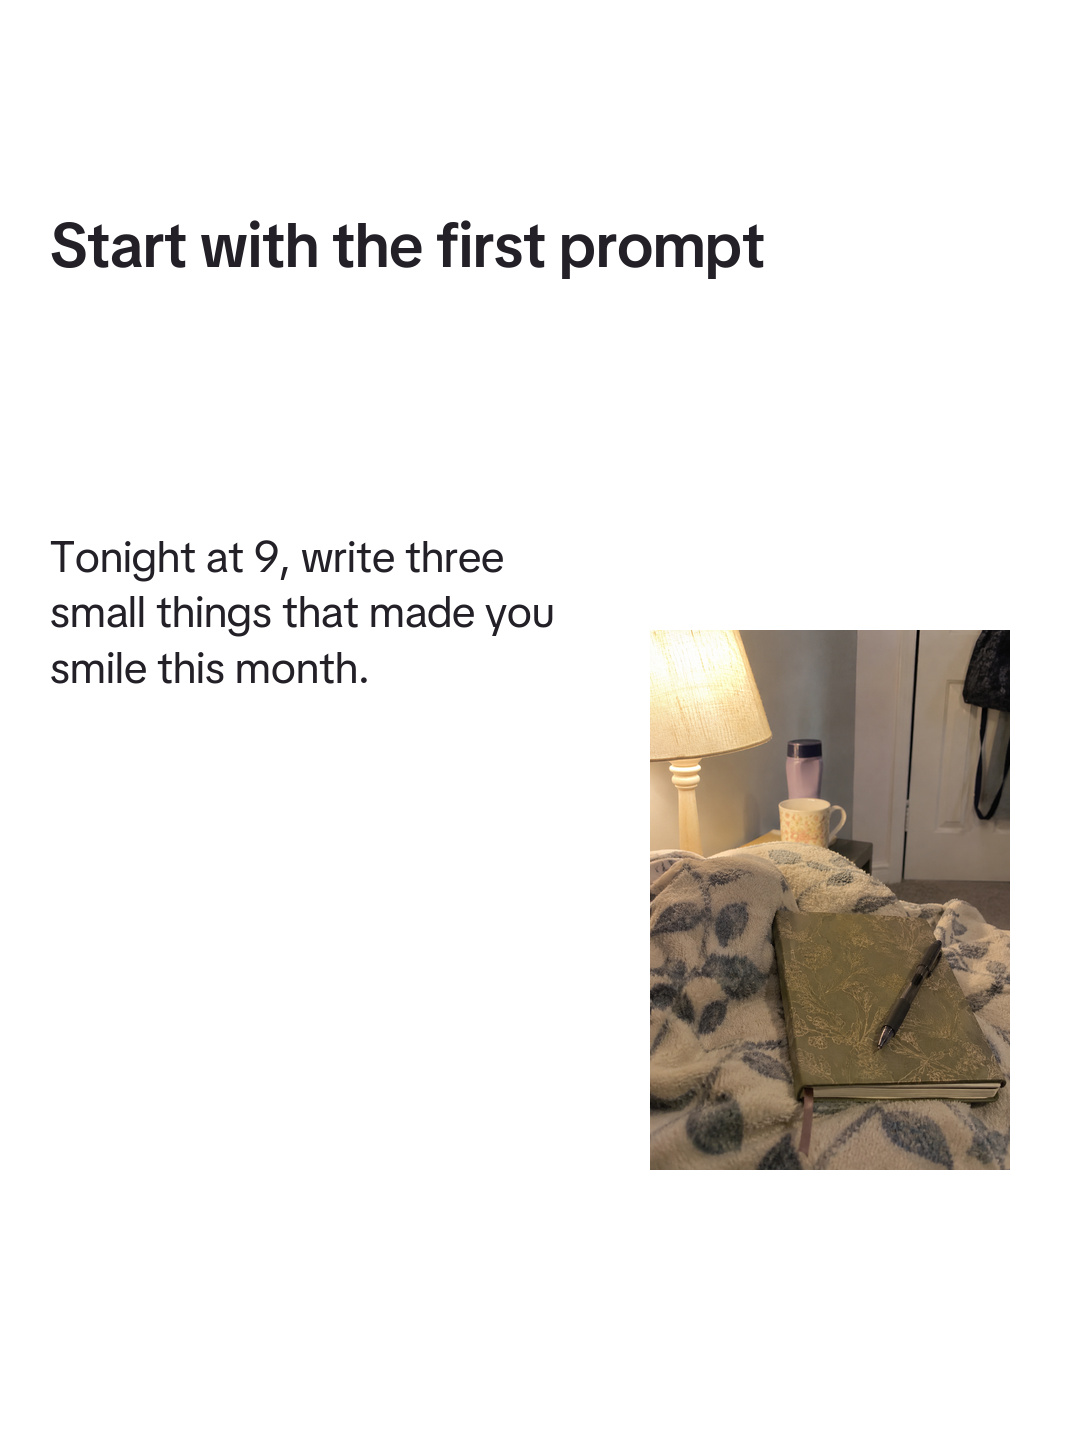 Start with the first prompt
Tonight at 9, write three
small things that made you
smile this month.